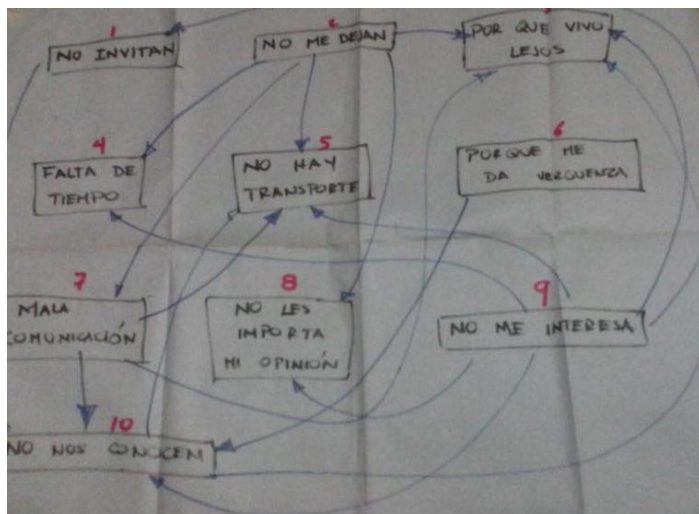 1
NO INVITAN
2
NO ME DEJAN
POR QUE VIVO
LEJOS
4
FALTA DE
TIEMPO
5
NO HAY
TRANSPORTE
6
PORQUE ME
DA VERGUENZA
7
MALA
COMUNICACIÓN
8
NO LES
IMPORTA
MI OPINIÓN
9
NO ME INTERESA
10
NO NOS CONOCEN